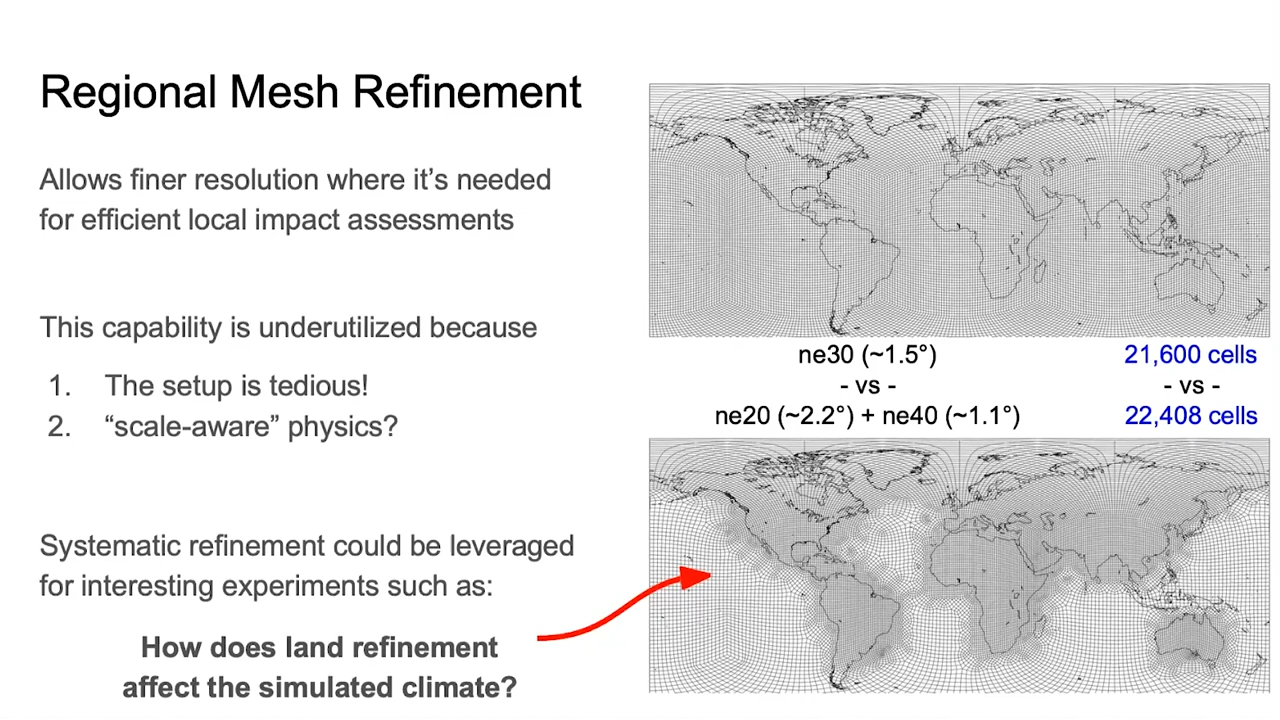 Regional Mesh Refinement
Allows finer resolution where it's needed
for efficient local impact assessments
This capability is underutilized because
1. The setup is tedious!
2. “scale-aware” physics?
Systematic refinement could be leveraged
for interesting experiments such as:
How does land refinement
affect the simulated climate?
ne30 (~1.5°) 21,600 cells
- vs - - vs -
ne20 (~2.2°) + ne40 (~1.1°) 22,408 cells